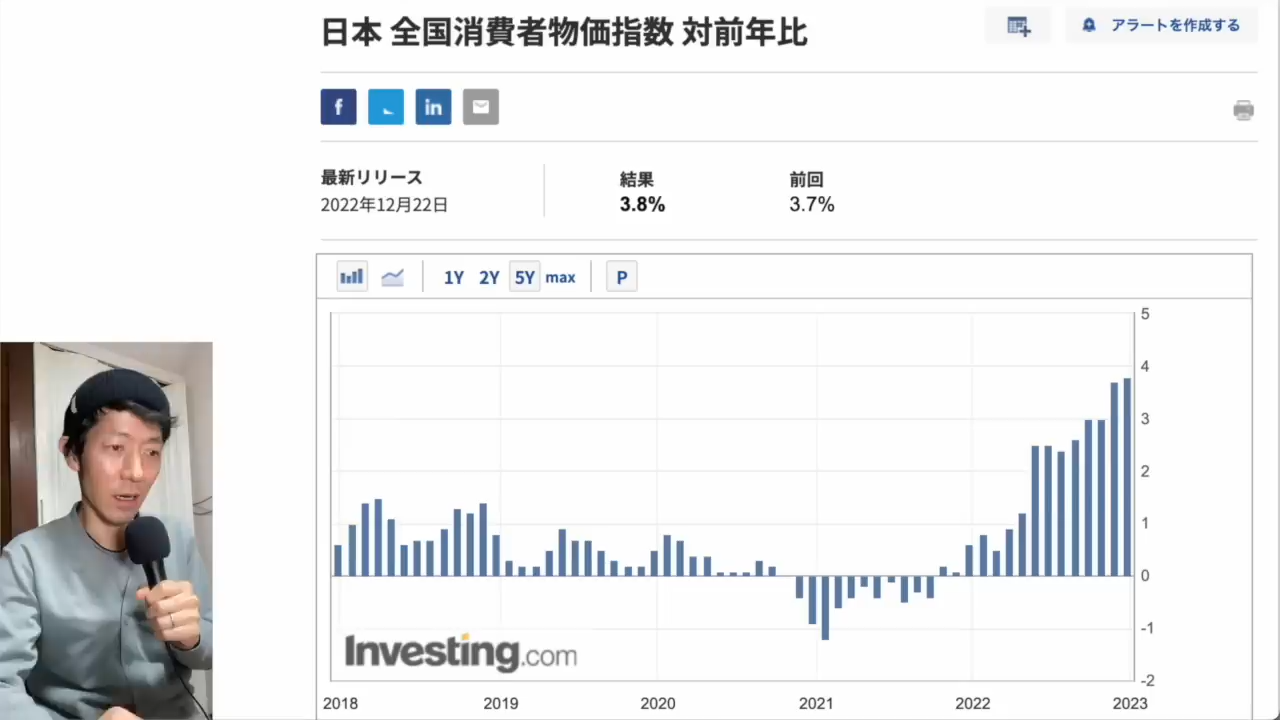 日本 全国消費者物価指数 対前年比
アラートを作成する
f
in
最新リリース
2022年12月22日
結果
3.8%
前回
3.7%
1Y 2Y 5Y max P
5
4
3
2
1
0
-1
-2
Investing.com
2018 2019 2020 2021 2022 2023